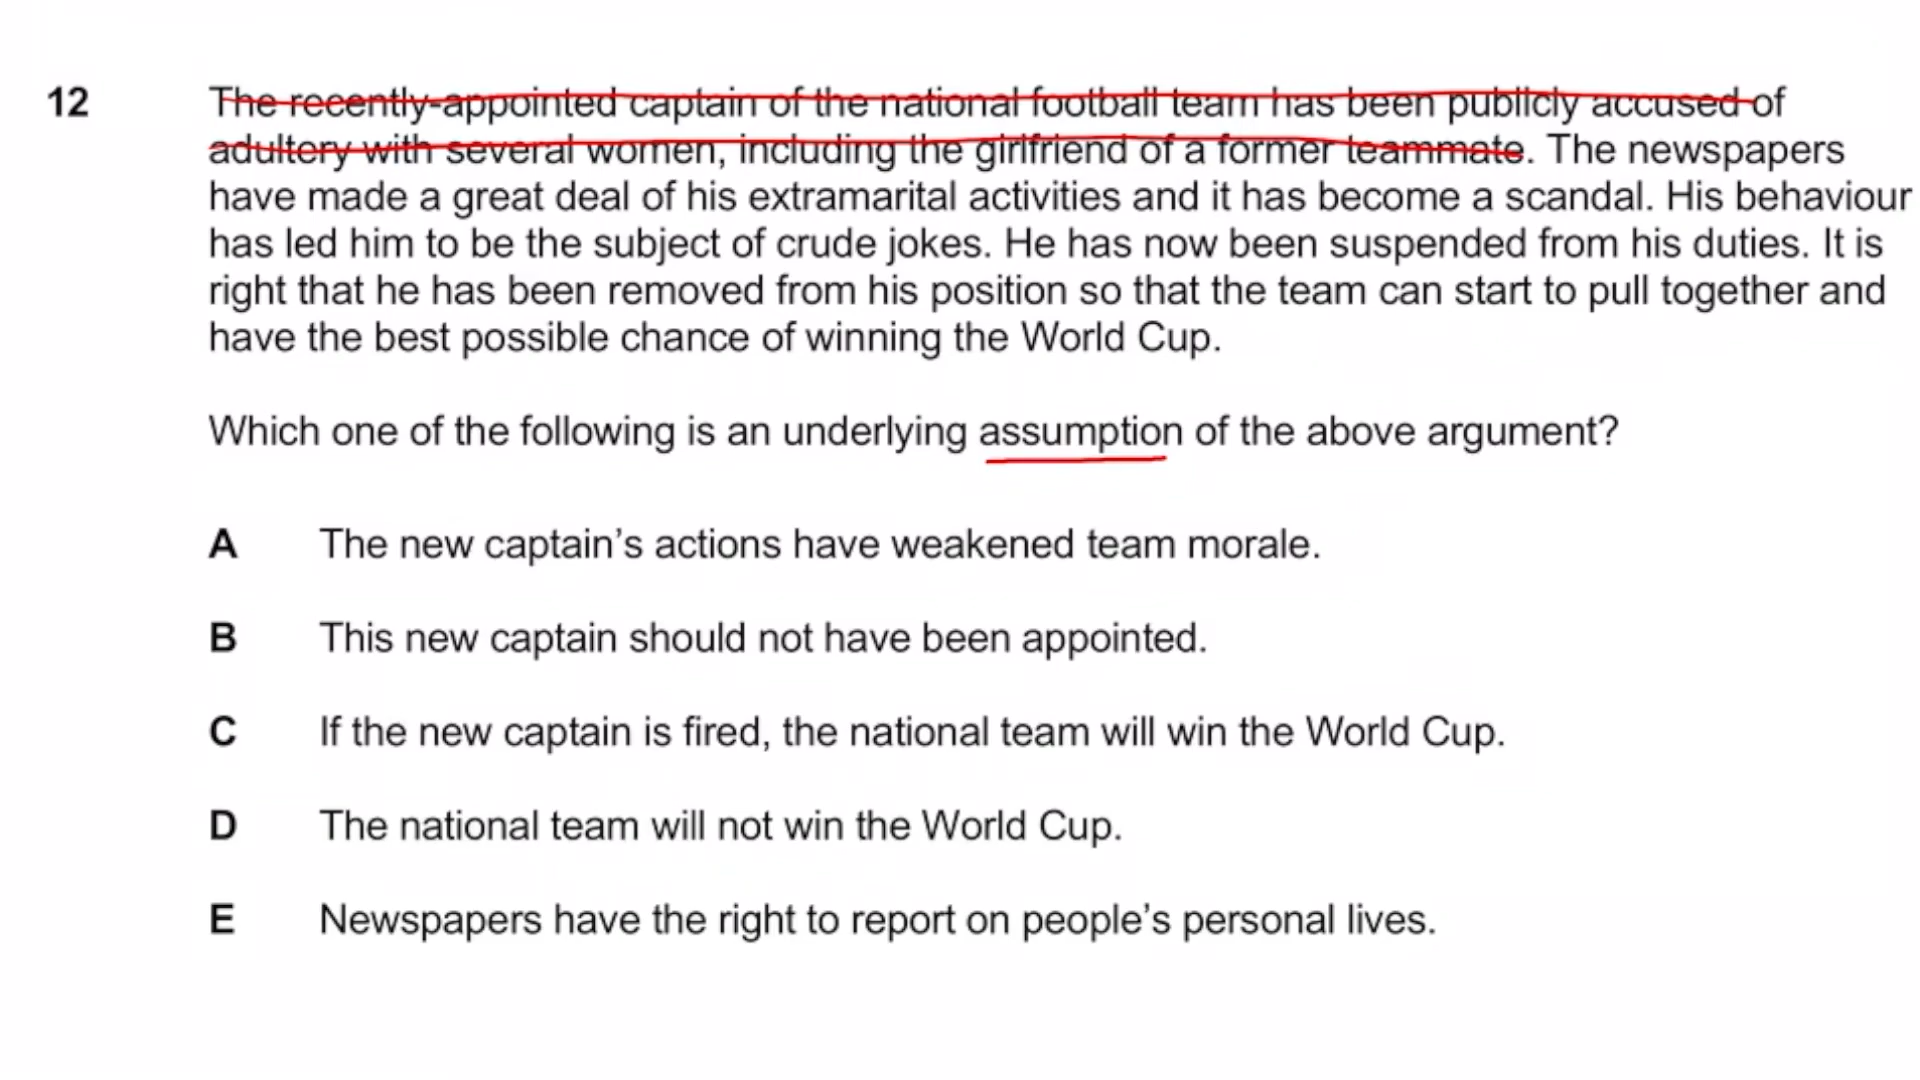 12 The recently-appointed captain of the national football team has been publicly accused of
adultery with several women, including the girlfriend of a former teammate. The newspapers
have made a great deal of his extramarital activities and it has become a scandal. His behaviour
has led him to be the subject of crude jokes. He has now been suspended from his duties. It is
right that he has been removed from his position so that the team can start to pull together and
have the best possible chance of winning the World Cup.
Which one of the following is an underlying assumption of the above argument?
A The new captain’s actions have weakened team morale.
B This new captain should not have been appointed.
C If the new captain is fired, the national team will win the World Cup.
D The national team will not win the World Cup.
E Newspapers have the right to report on people’s personal lives.